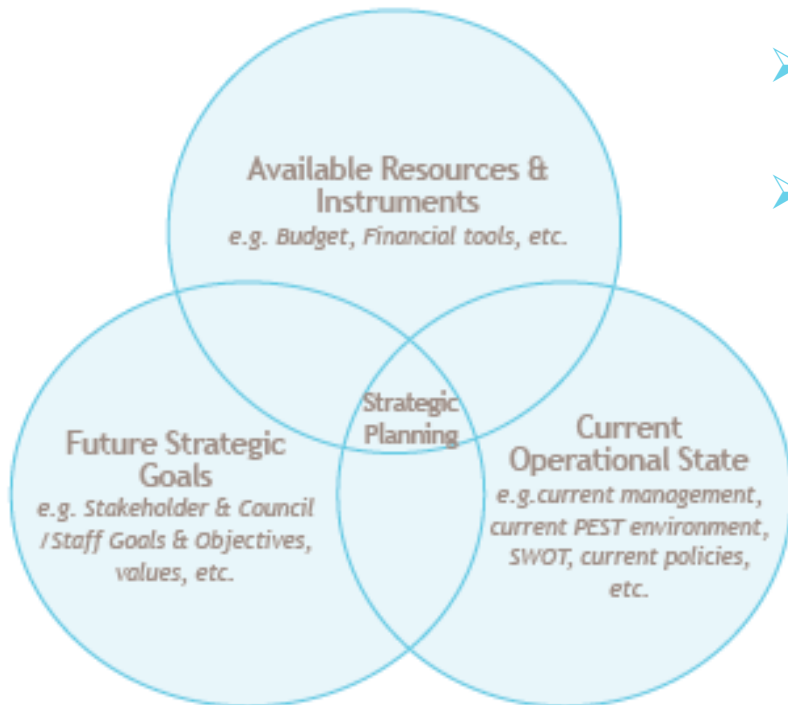 Available Resources &
Instruments
e.g. Budget, Financial tools, etc.
Strategic
Planning
Future Strategic
Goals
e.g. Stakeholder & Council
/Staff Goals & Objectives,
values, etc.
Current
Operational State
e.g.current management,
current PEST environment,
SWOT, current policies,
etc.